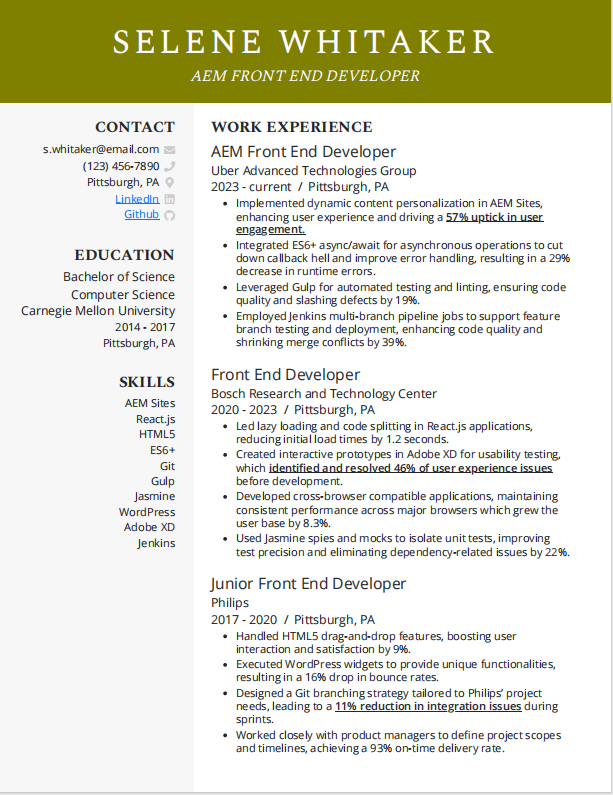 SELENE WHITAKER
AEM FRONT END DEVELOPER
CONTACT
s.whitaker@email.com
(123) 456-7890
Pittsburgh, PA
LinkedIn
Github
EDUCATION
Bachelor of Science
Computer Science
Carnegie Mellon University
2014 - 2017
Pittsburgh, PA
SKILLS
AEM Sites
React.js
HTML5
ES6+
Git
Gulp
Jasmine
WordPress
Adobe XD
Jenkins
WORK EXPERIENCE
AEM Front End Developer
Uber Advanced Technologies Group
2023 - current / Pittsburgh, PA
• Implemented dynamic content personalization in AEM Sites,
enhancing user experience and driving a 57% uptick in user
engagement.
• Integrated ES6+ async/await for asynchronous operations to cut
down callback hell and improve error handling, resulting in a 29%
decrease in runtime errors.
• Leveraged Gulp for automated testing and linting, ensuring code
quality and slashing defects by 19%.
• Employed Jenkins multi-branch pipeline jobs to support feature
branch testing and deployment, enhancing code quality and
shrinking merge conflicts by 39%.
Front End Developer
Bosch Research and Technology Center
2020 - 2023 / Pittsburgh, PA
• Led lazy loading and code splitting in React.js applications,
reducing initial load times by 1.2 seconds.
• Created interactive prototypes in Adobe XD for usability testing,
which identified and resolved 46% of user experience issues
before development.
• Developed cross-browser compatible applications, maintaining
consistent performance across major browsers which grew the
user base by 8.3%.
• Used Jasmine spies and mocks to isolate unit tests, improving
test precision and eliminating dependency-related issues by 22%.
Junior Front End Developer
Philips
2017 - 2020 / Pittsburgh, PA
• Handled HTML5 drag-and-drop features, boosting user
interaction and satisfaction by 9%.
• Executed WordPress widgets to provide unique functionalities,
resulting in a 16% drop in bounce rates.
• Designed a Git branching strategy tailored to Philips’ project
needs, leading to a 11% reduction in integration issues during
sprints.
• Worked closely with product managers to define project scopes
and timelines, achieving a 93% on-time delivery rate.